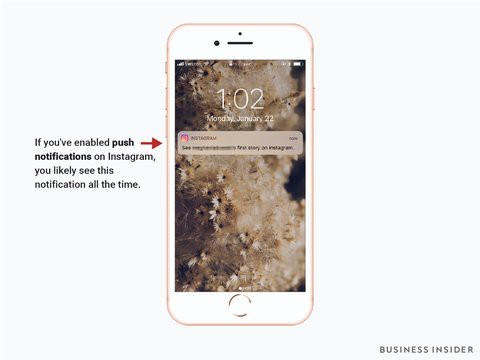 verizon
1:02
Monday, January 22
INSTAGRAM
now
See 's first story on Instagram.
If you've enabled push
notifications on Instagram,
you likely see this
notification all the time.
BUSINESS INSIDER